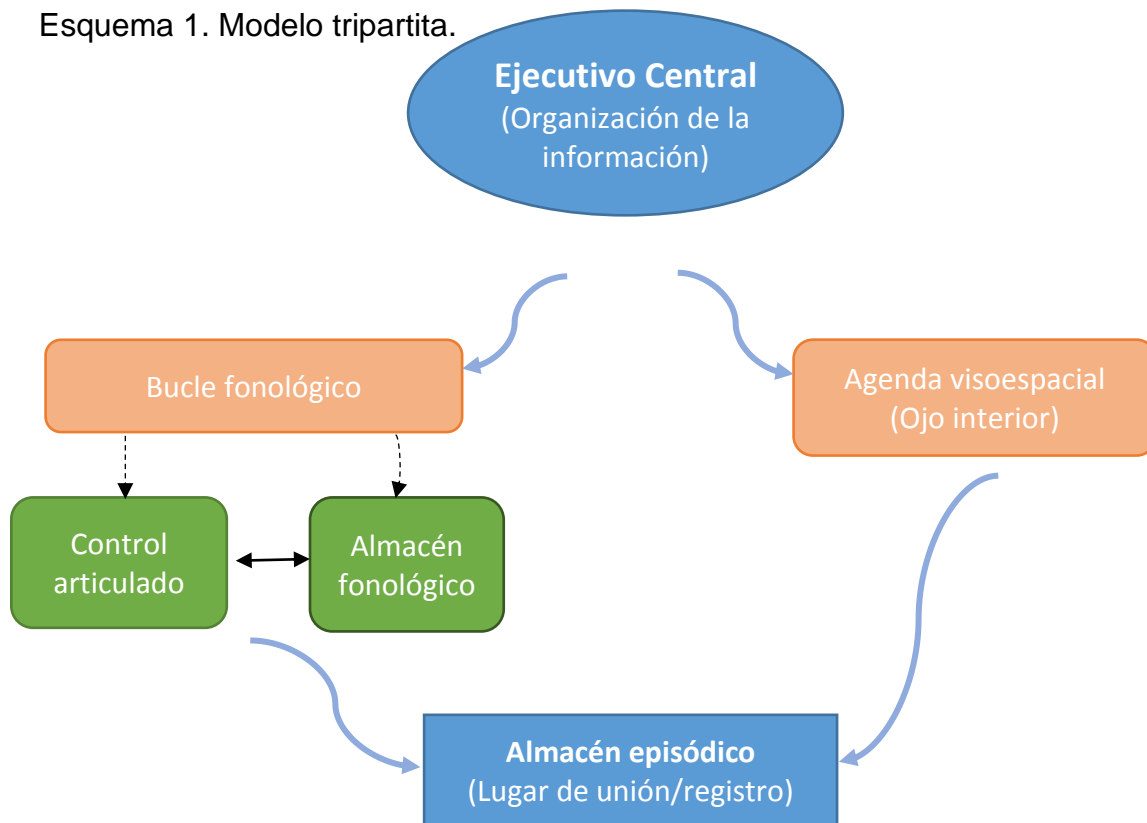 Esquema 1. Modelo tripartita.
Ejecutivo Central
(Organización de la
información)
Bucle fonológico
Agenda visoespacial
(Ojo interior)
Control
articulado
Almacén
fonológico
Almacén episódico
(Lugar de unión/registro)